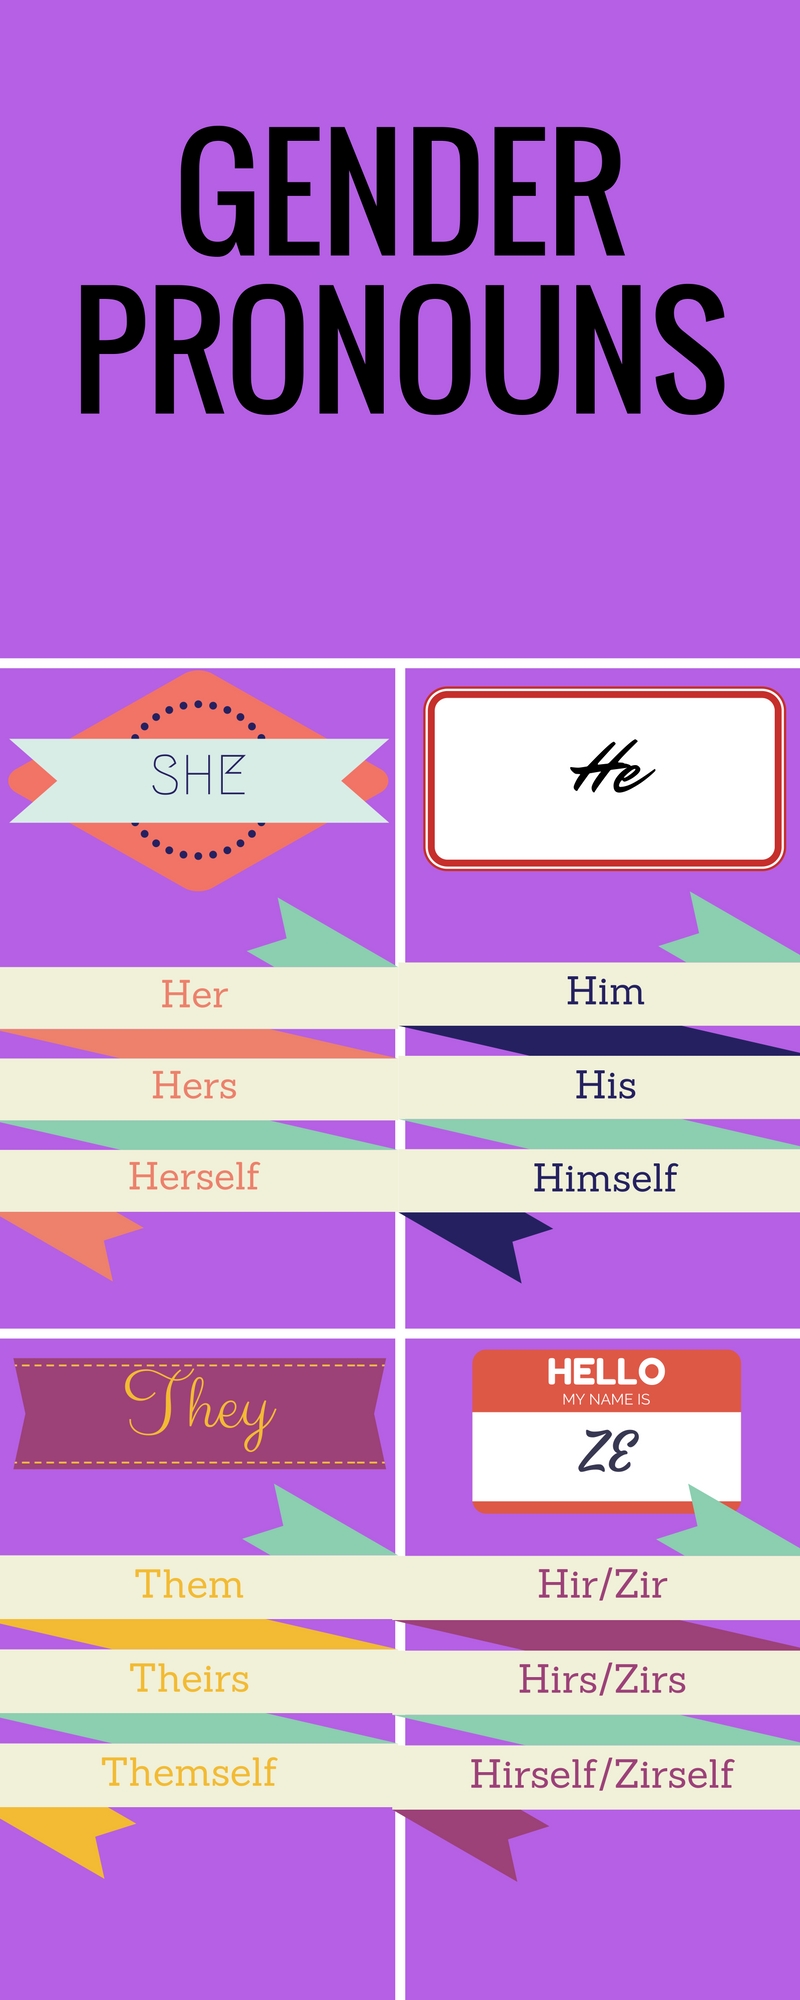 GENDER
PRONOUNS
SHE
Her
Hers
Herself
He
Him
His
Himself
They
Them
Theirs
Themself
HELLO
MY NAME IS
ZE
Hir/Zir
Hirs/Zirs
Hirself/Zirself